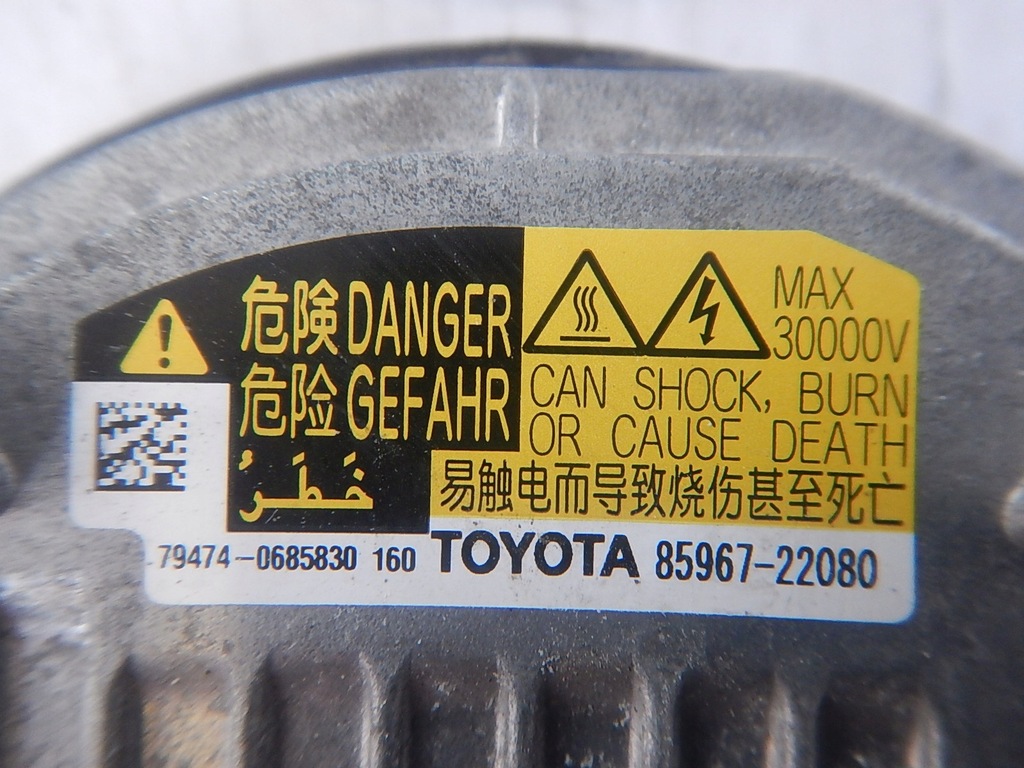 危険 DANGER
危险 GEFAHR
خَطَرُ
MAX
30000V
CAN SHOCK, BURN
OR CAUSE DEATH
易触电而导致烧伤甚至死亡
79474-0685830 160 TOYOTA 85967-22080